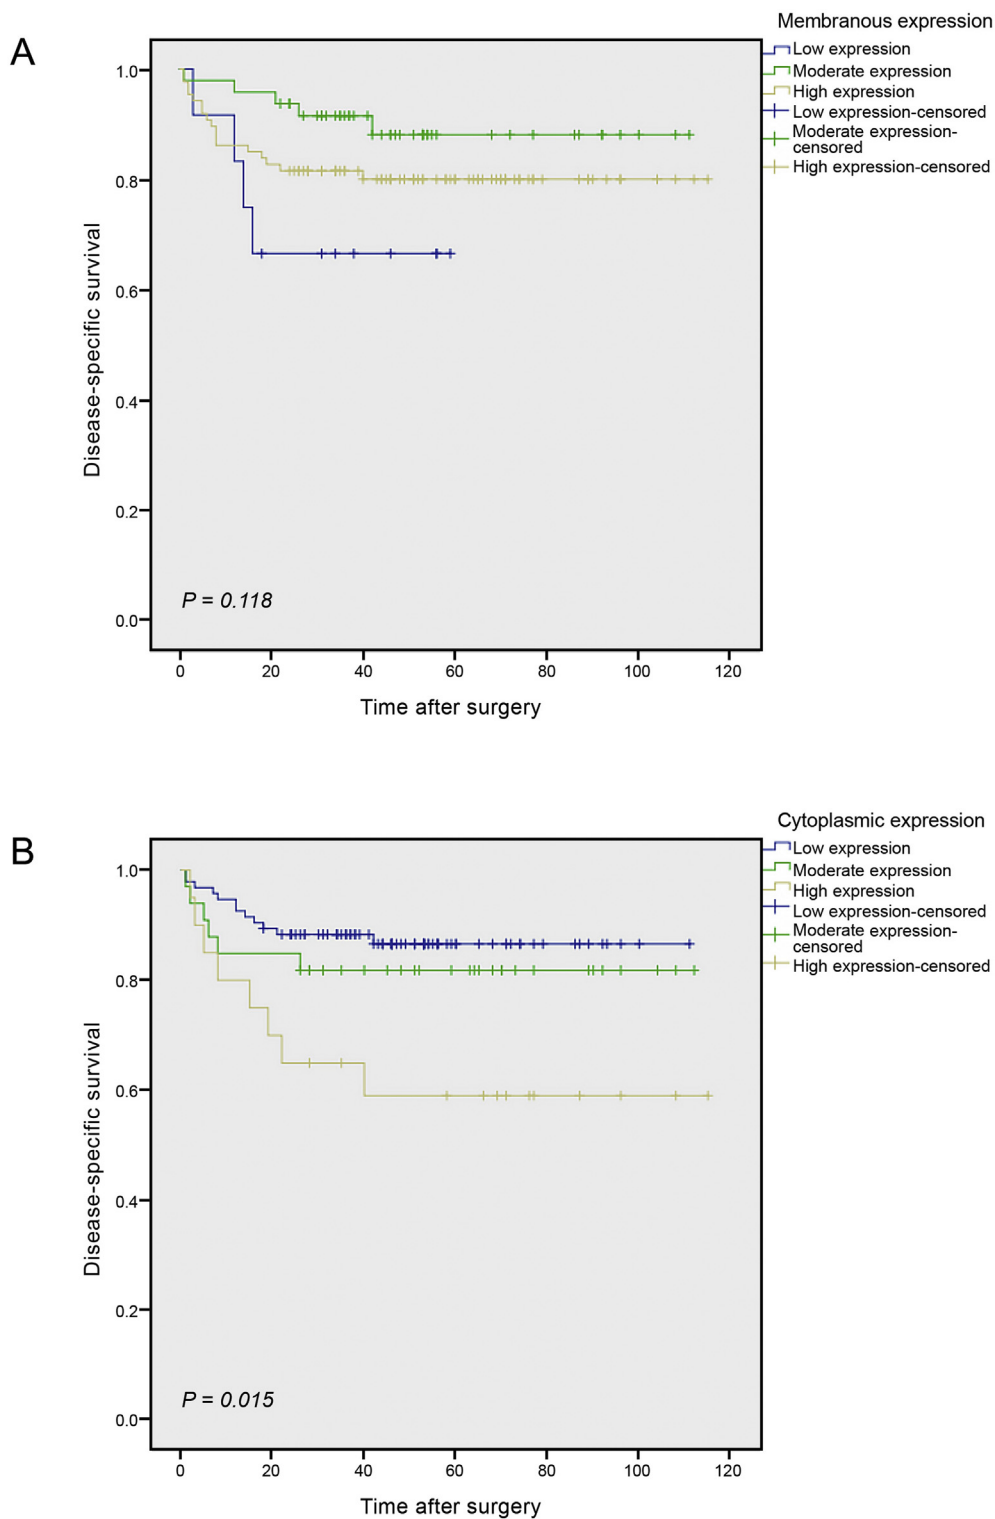 A
Membranous expression
Low expression
Moderate expression
High expression
Low expression-censored
Moderate expression-
censored
High expression-censored
1.0
0.8
0.6
0.4
0.2
0.0
Disease-specific survival
P = 0.118
0 20 40 60 80 100 120
Time after surgery
B
Cytoplasmic expression
Low expression
Moderate expression
High expression
Low expression-censored
Moderate expression-
censored
High expression-censored
1.0
0.8
0.6
0.4
0.2
0.0
Disease-specific survival
P = 0.015
0 20 40 60 80 100 120
Time after surgery